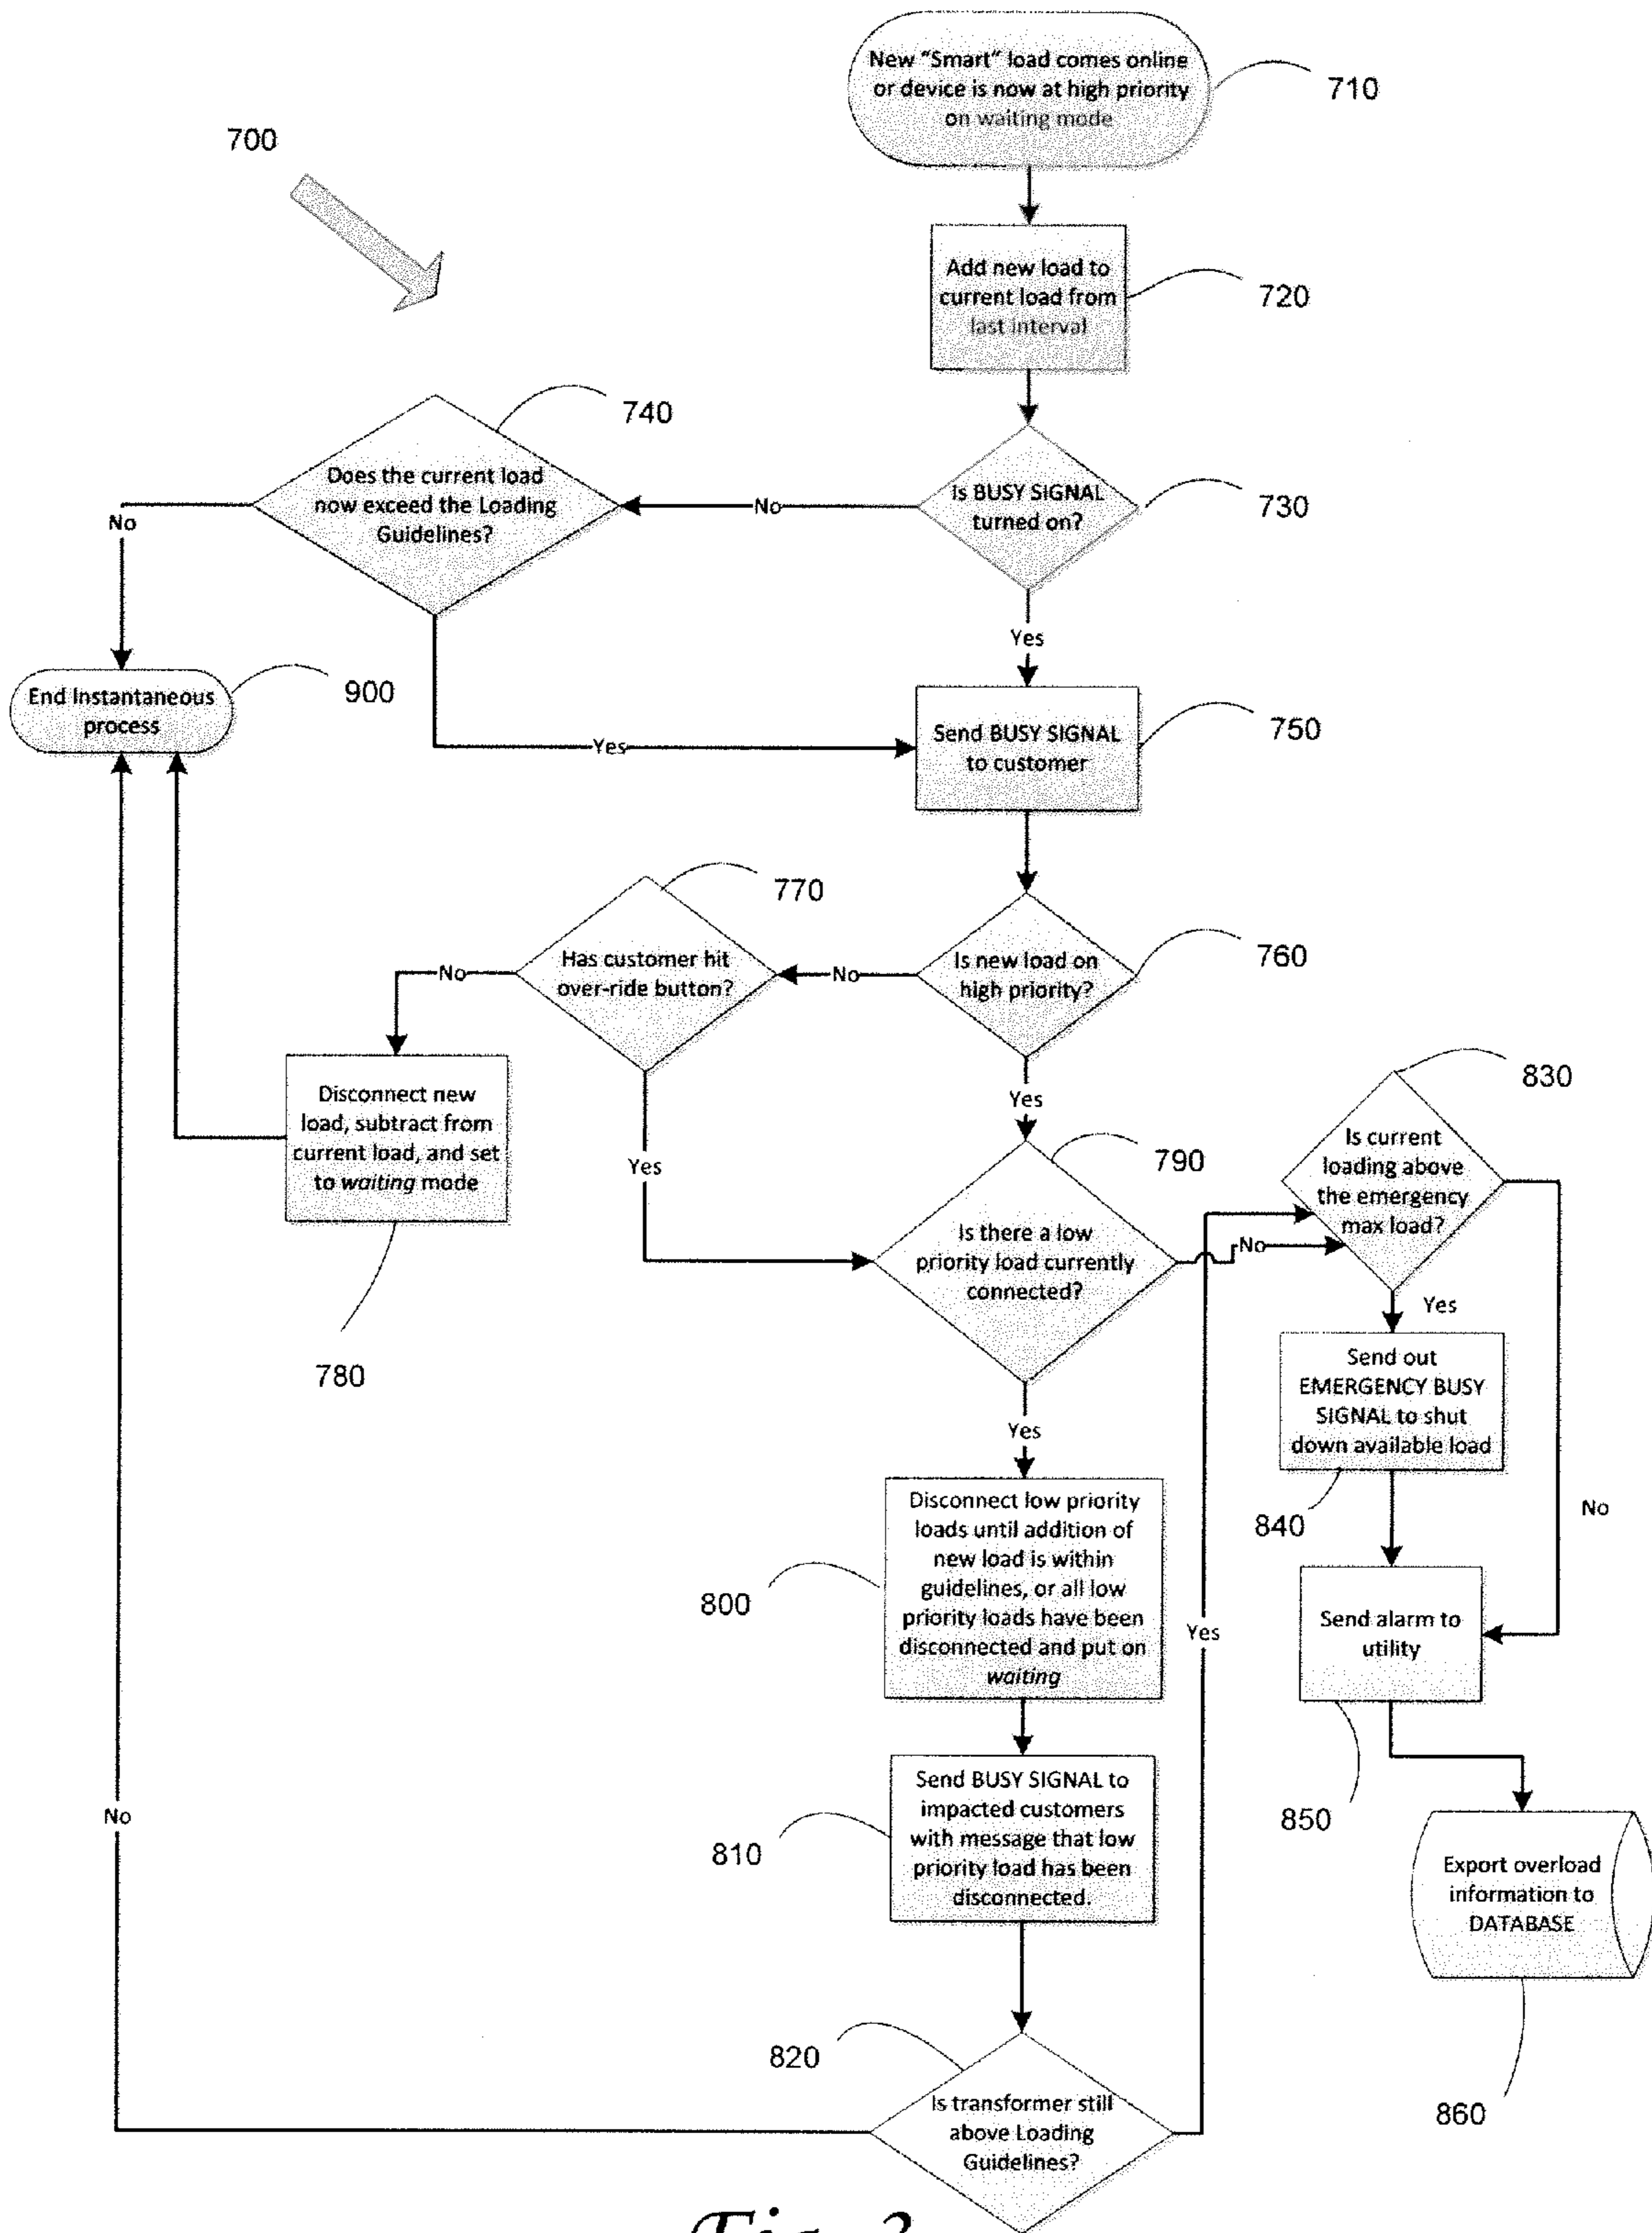 New "Smart" load comes online
or device is now at high priority
on waiting mode
710
700
Add new load to
current load from
last interval
720
740
Does the current load
now exceed the Loading
Guidelines?
No
No
Is BUSY SIGNAL
turned on?
730
Yes
End Instantaneous
process
900
Yes
Send BUSY SIGNAL
to customer
750
770
Has customer hit
over-ride button?
No
No
Is new load on
high priority?
760
Yes
Disconnect new
load, subtract from
current load, and set
to waiting mode
780
Yes
790
Is there a low
priority load currently
connected?
No
830
Is current
loading above
the emergency
max load?
Yes
No
Send out
EMERGENCY BUSY
SIGNAL to shut
down available load
840
Yes
Disconnect low priority
loads until addition of
new load is within
guidelines, or all low
priority loads have been
disconnected and put on
waiting
800
Yes
Send alarm to
utility
850
Send BUSY SIGNAL to
impacted customers
with message that low
priority load has been
disconnected.
810
No
Export overload
information to
DATABASE
860
820
Is transformer still
above Loading
Guidelines?